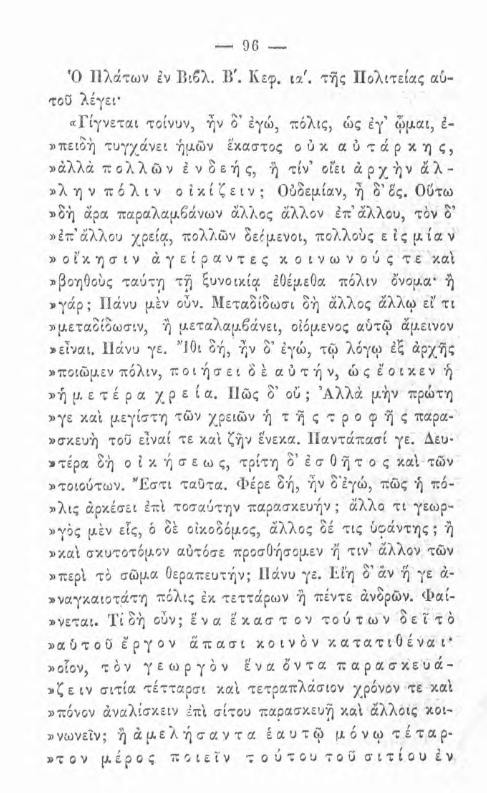 — 96 —
Ὁ Πλάτων ἐν Βιβλ. Β'. Κεφ. ια'. τῆς Πολιτείας αὐ-
τοῦ λέγει·
«Γίγνεται τοίνυν, ἦν δ' ἐγώ, πόλις, ὡς ἐγ' ᾦμαι, ἐ-
»πειδὴ τυγχάνει ἡμῶν ἕκαστος οὐκ αὐτάρκης,
»ἀλλὰ πολλῶν ἐνδεής, ἢ τίν' οἴει ἀρχὴν ἄλ-
»λην πόλιν οἰκίζειν; Οὐδεμίαν, ἦ δ' ὅς. Οὕτω
»δὴ ἄρα παραλαμβάνων ἄλλος ἄλλον ἐπ' ἄλλου, τὸν δ'
»ἐπ' ἄλλου χρείᾳ, πολλῶν δεόμενοι, πολλοὺς εἰς μίαν
»οἴκησιν ἀγείραντες κοινωνούς τε καὶ
»βοηθοὺς ταύτῃ τῇ ξυνοικίᾳ ἐθέμεθα πόλιν ὄνομα· ἢ
»γάρ; Πάνυ μὲν οὖν. Μεταδίδωσι δὴ ἄλλος ἄλλῳ εἴ τι
»μεταδίδωσιν, ἢ μεταλαμβάνει, οἰόμενος αὐτῷ ἄμεινον
»εἶναι. Πάνυ γε. Ἴθι δή, ἦν δ' ἐγώ, τῷ λόγῳ ἐξ ἀρχῆς
»ποιῶμεν πόλιν, ποιήσει δὲ αὐτήν, ὡς ἔοικεν ἡ
»ἡμετέρα χρεία. Πῶς δ' οὔ; Ἀλλὰ μὴν πρώτη
»γε καὶ μεγίστη τῶν χρειῶν ἡ τῆς τροφῆς παρα-
»σκευὴ τοῦ εἶναί τε καὶ ζῆν ἕνεκα. Παντάπασί γε. Δευ-
»τέρα δὴ οἰκήσεως, τρίτη δ' ἐσθῆτος καὶ τῶν
»τοιούτων. Ἔστι ταῦτα. Φέρε δή, ἦν δ' ἐγώ, πῶς ἡ πό-
»λις ἀρκέσει ἐπὶ τοσαύτην παρασκευήν; ἄλλο τι γεωρ-
»γὸς μὲν εἷς, ὁ δὲ οἰκοδόμος, ἄλλος δέ τις ὑφάντης; ἢ
»καὶ σκυτοτόμον αὐτόσε προσθήσομεν ἤ τιν' ἄλλον τῶν
»περὶ τὸ σῶμα θεραπευτήν; Πάνυ γε. Εἴη δ' ἂν ἥ γε ἀ-
»ναγκαιοτάτη πόλις ἐκ τεττάρων ἢ πέντε ἀνδρῶν. Φαί-
»νεται. Τί δὴ οὖν; ἕνα ἕκαστον τούτων δεῖ τὸ
»αὑτοῦ ἔργον ἅπασι κοινὸν κατατιθέναι·
»οἷον, τὸν γεωργὸν ἕνα ὄντα παρασκευά-
»ζειν σιτία τέτταρσι καὶ τετραπλάσιον χρόνον τε καὶ
»πόνον ἀναλίσκειν ἐπὶ σίτου παρασκευῇ καὶ ἄλλοις κοι-
»νωνεῖν; ἢ ἀμελήσαντα ἑαυτῷ μόνῳ τέταρ-
»τον μέρος ποιεῖν τούτου τοῦ σιτίου ἐν